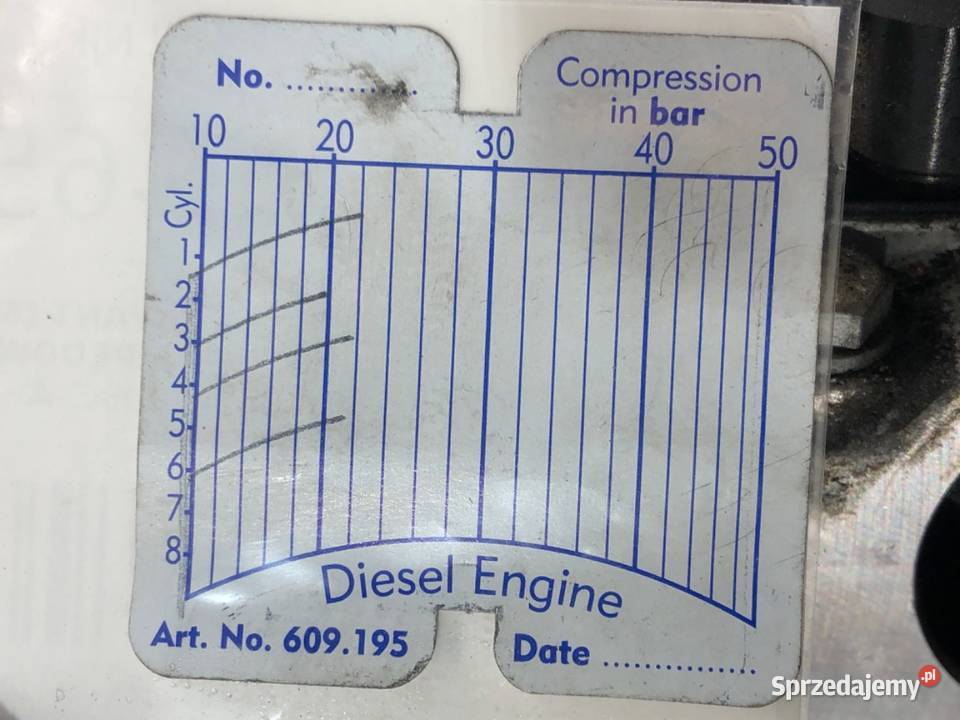 No. .............
Compression
in bar
10 20 30 40 50
Cyl.
1
2
3
4
5
6
7
8
Diesel Engine
Art. No. 609.195
Date ...............
Sprzedajemy.pl